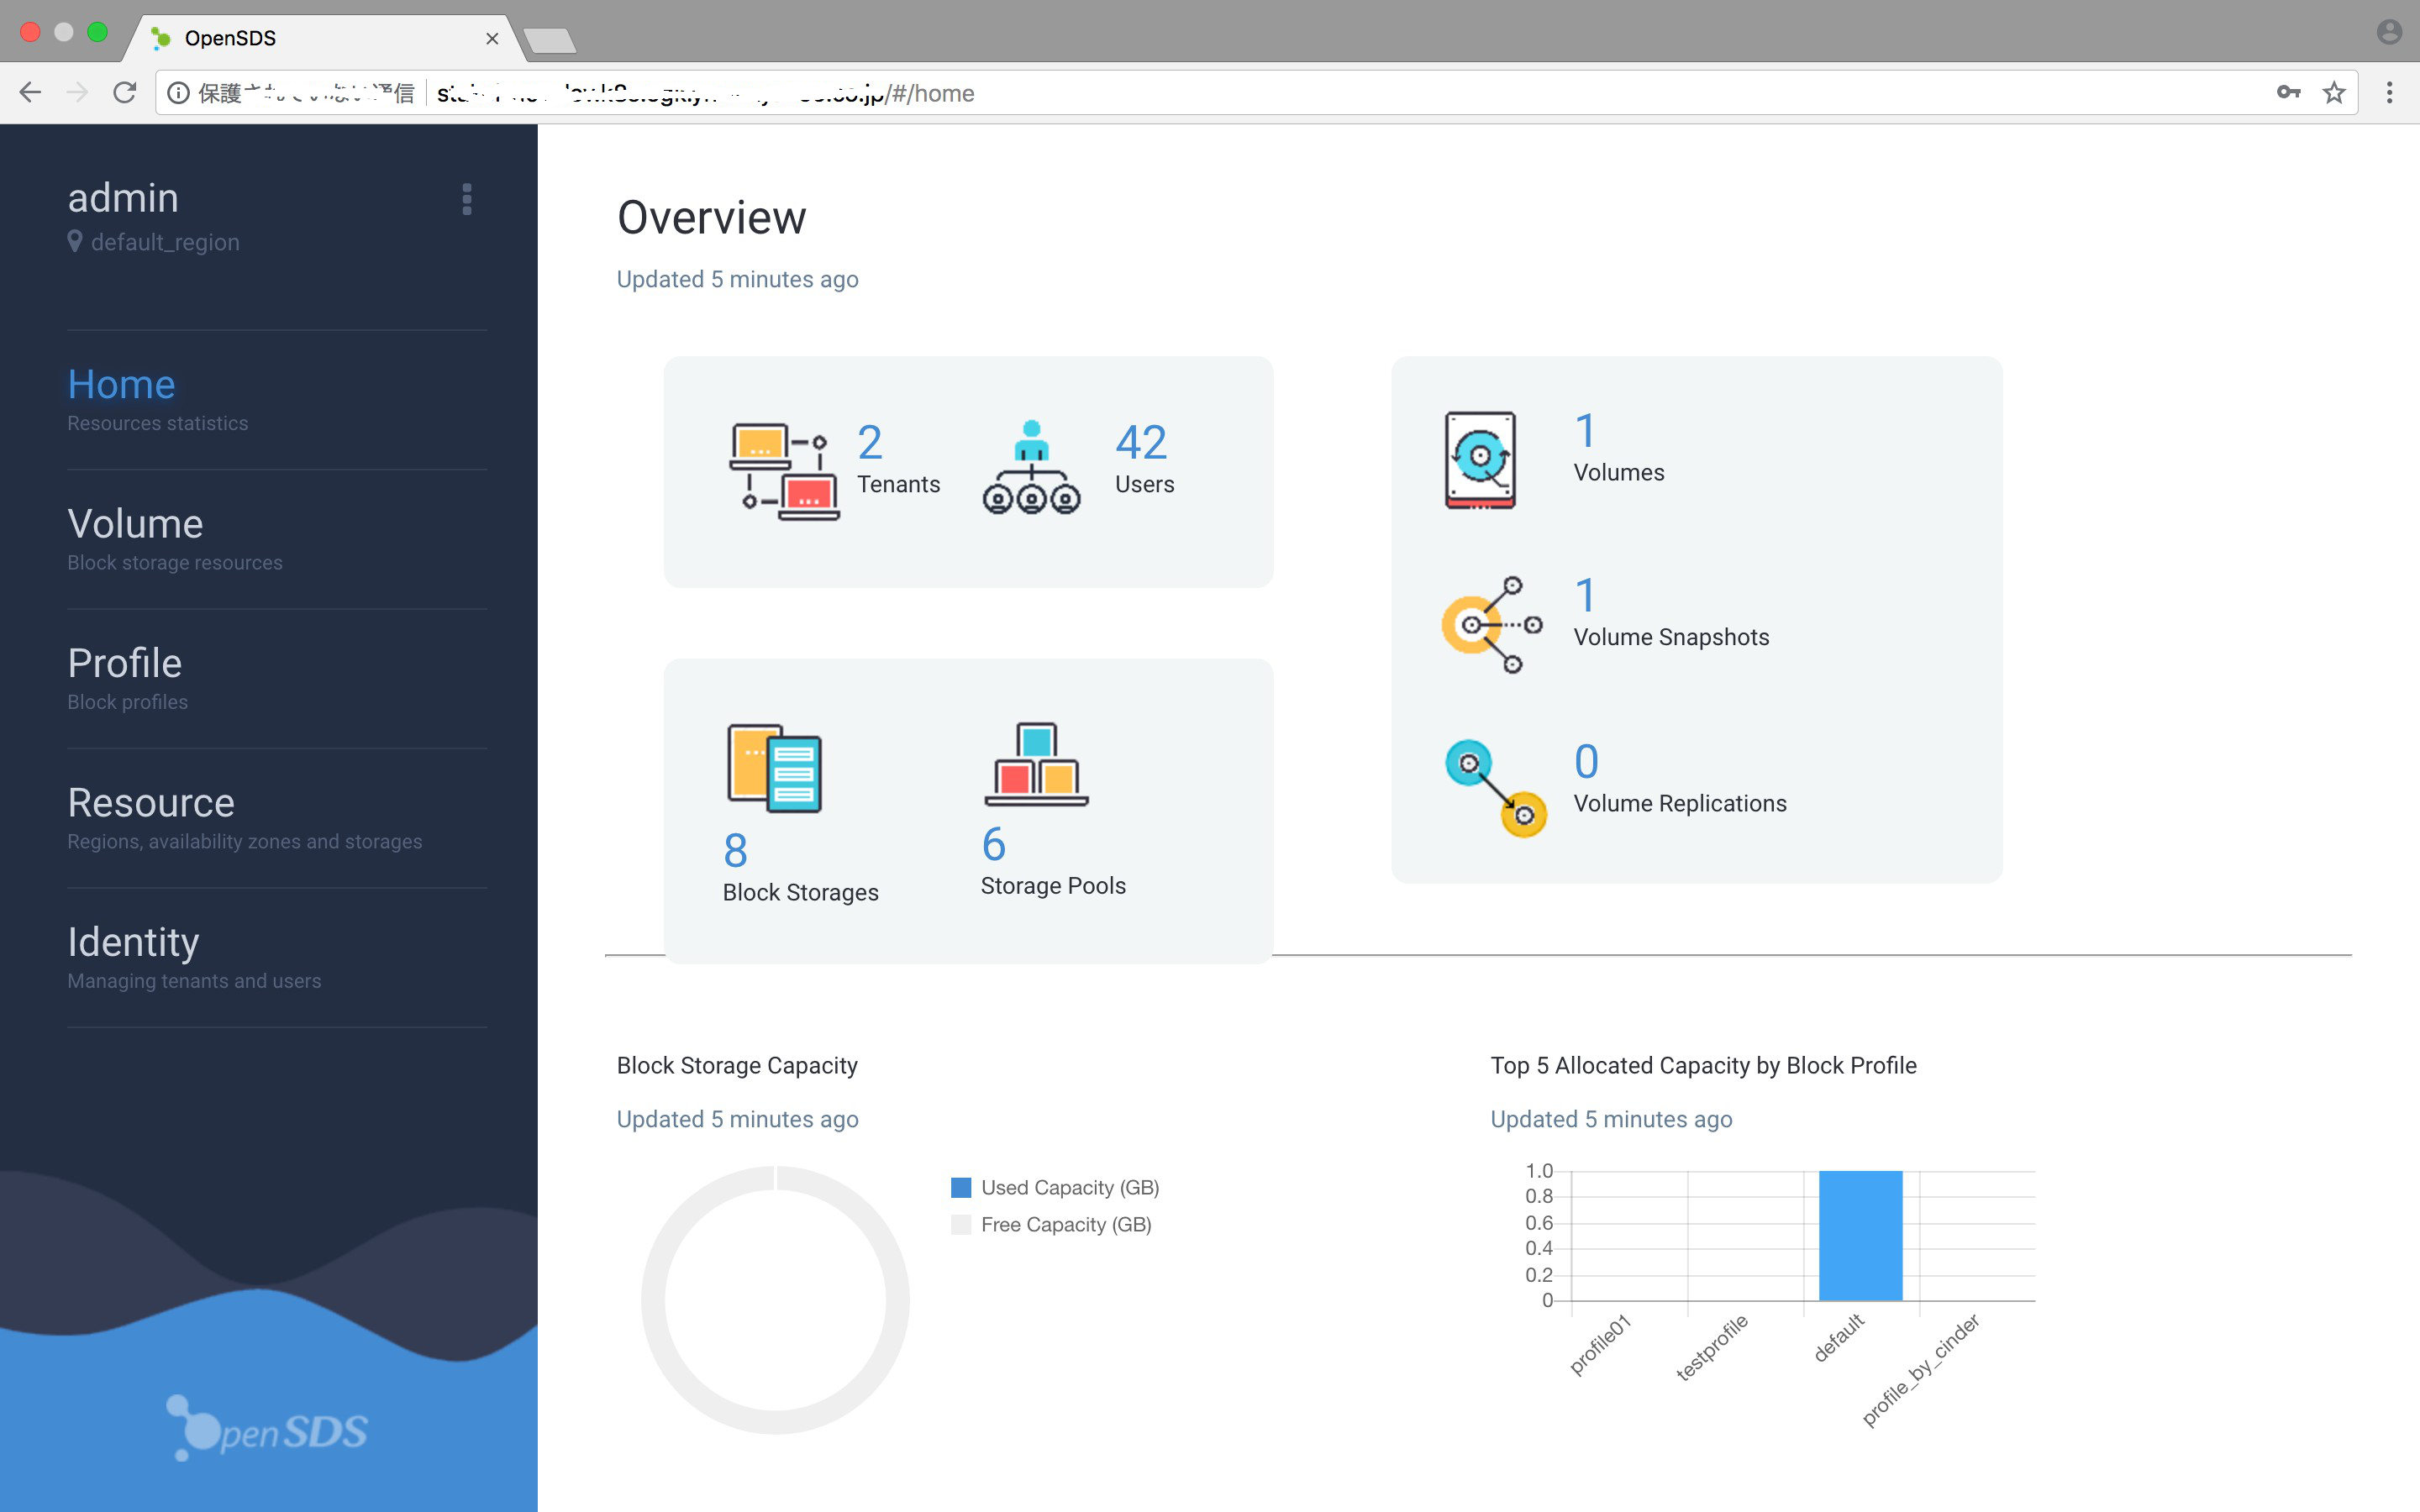 OpenSDS
保護 通信 /#/home
admin
default_region
Home
Resources statistics
Volume
Block storage resources
Profile
Block profiles
Resource
Regions, availability zones and storages
Identity
Managing tenants and users
OpenSDS
Overview
Updated 5 minutes ago
2
Tenants
42
Users
8
Block Storages
6
Storage Pools
1
Volumes
1
Volume Snapshots
0
Volume Replications
Block Storage Capacity
Updated 5 minutes ago
Used Capacity (GB)
Free Capacity (GB)
Top 5 Allocated Capacity by Block Profile
Updated 5 minutes ago
1.0
0.8
0.6
0.4
0.2
0
profile01
testprofile
default
profile_by_cinder